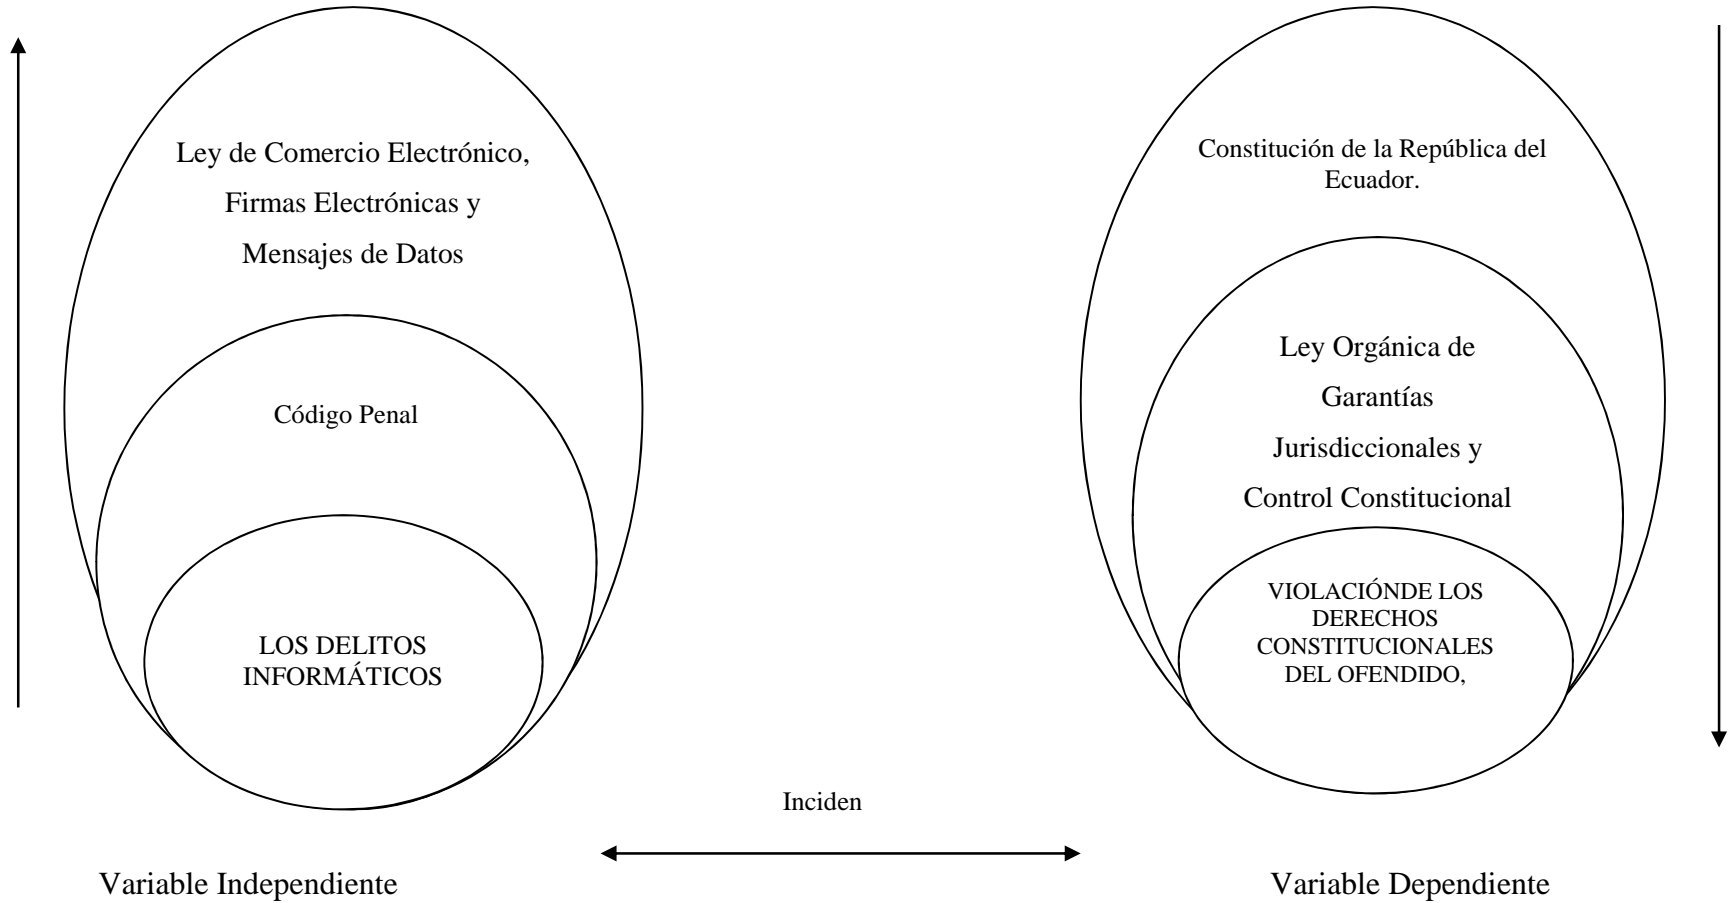 Ley de Comercio Electrónico,
Firmas Electrónicas y
Mensajes de Datos
Código Penal
LOS DELITOS
INFORMÁTICOS
Constitución de la República del
Ecuador.
Ley Orgánica de
Garantías
Jurisdiccionales y
Control Constitucional
VIOLACIÓNDE LOS
DERECHOS
CONSTITUCIONALES
DEL OFENDIDO,
Inciden
Variable Independiente
Variable Dependiente